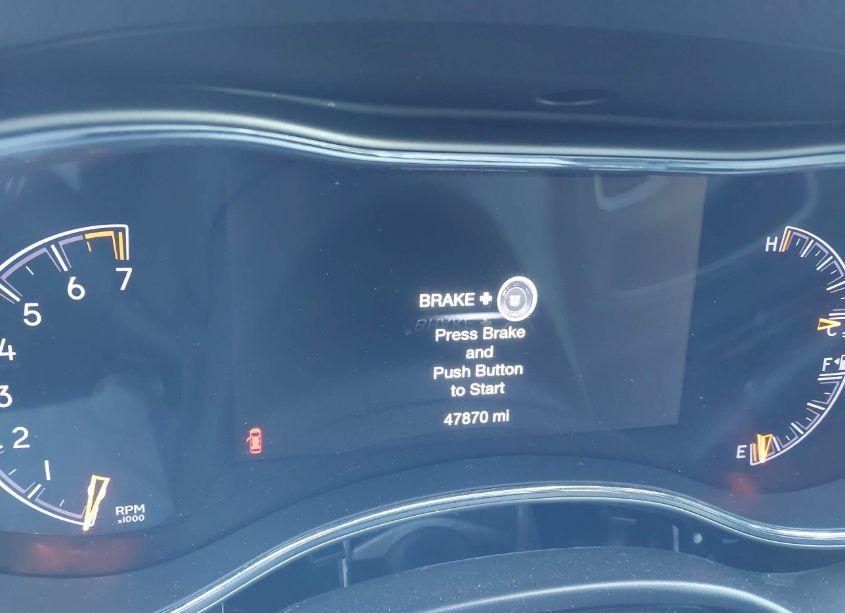 7
6
5
4
3
2
1
RPM
x1000
BRAKE +
Press Brake
and
Push Button
to Start
47870 mi
H
C
F
E